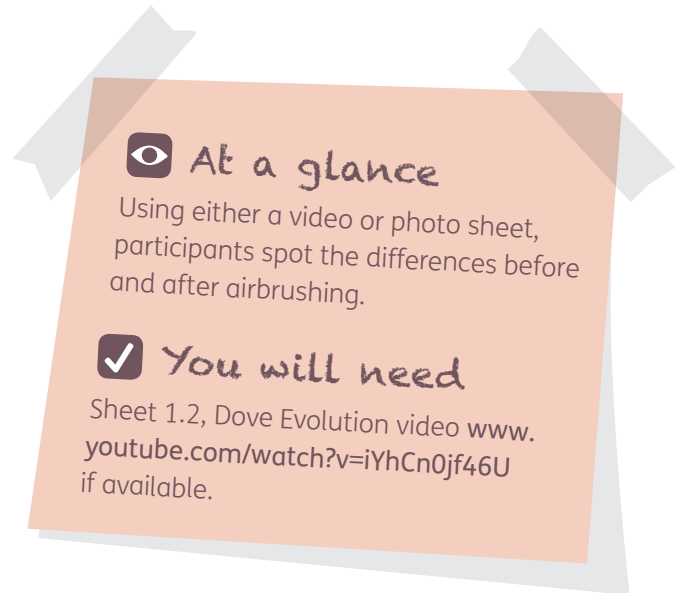 At a glance
Using either a video or photo sheet,
participants spot the differences before
and after airbrushing.
You will need
Sheet 1.2, Dove Evolution video www.
youtube.com/watch?v=iYhCn0jf46U
if available.